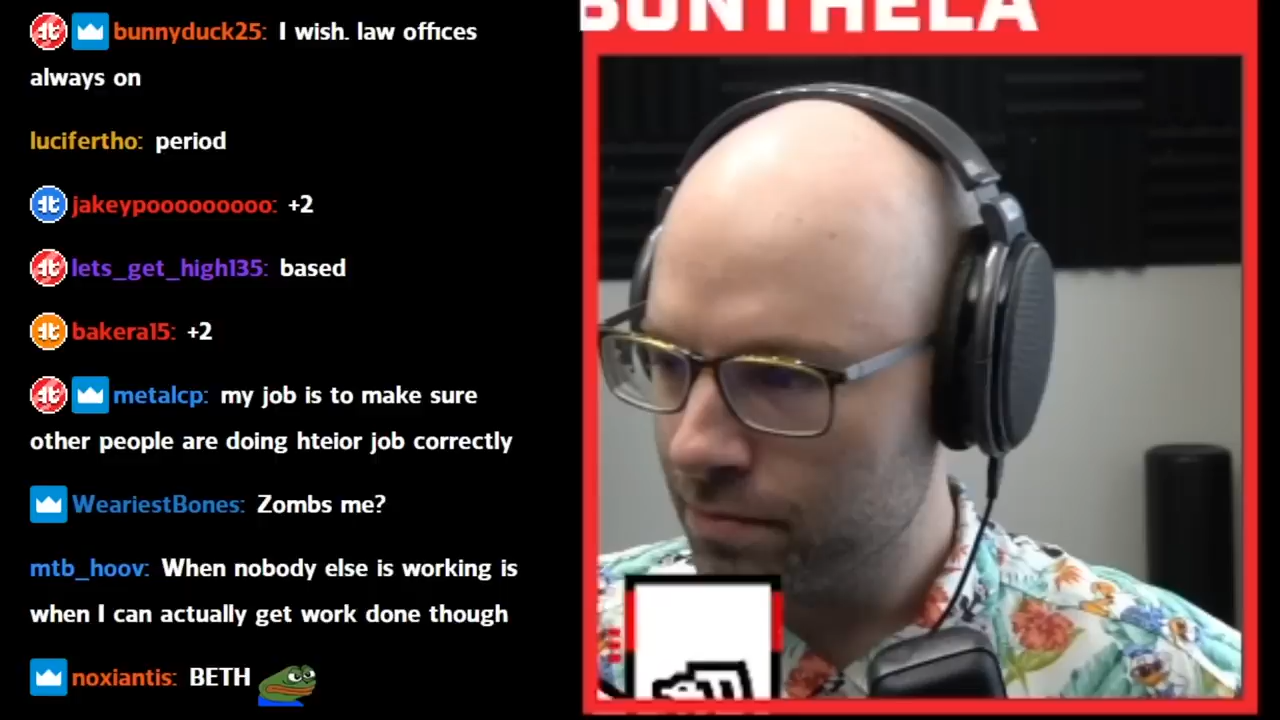 bunnyduck25: I wish. law offices
always on
lucifertho: period
jakeypooooooooo: +2
lets_get_high135: based
bakera15: +2
metalcp: my job is to make sure
other people are doing hteior job correctly
WeariestBones: Zombs me?
mtb_hoov: When nobody else is working is
when I can actually get work done though
noxiantis: BETH
BONTHELA